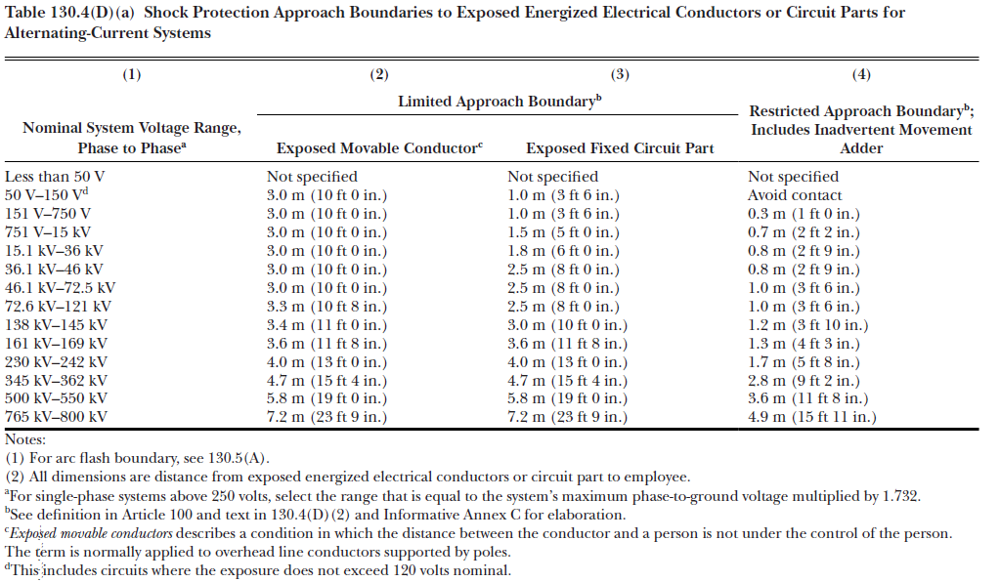 Table 130.4(D)(a) Shock Protection Approach Boundaries to Exposed Energized Electrical Conductors or Circuit Parts for
Alternating-Current Systems
(1) (2) (3) (4)
Limited Approach Boundaryb
Nominal System Voltage Range,
Phase to Phasea
Exposed Movable Conductorc
Exposed Fixed Circuit Part
Restricted Approach Boundaryb;
Includes Inadvertent Movement
Adder
Less than 50 V Not specified Not specified Not specified
50 V–150 Vd 3.0 m (10 ft 0 in.) 1.0 m (3 ft 6 in.) Avoid contact
151 V–750 V 3.0 m (10 ft 0 in.) 1.0 m (3 ft 6 in.) 0.3 m (1 ft 0 in.)
751 V–15 kV 3.0 m (10 ft 0 in.) 1.5 m (5 ft 0 in.) 0.7 m (2 ft 2 in.)
15.1 kV–36 kV 3.0 m (10 ft 0 in.) 1.8 m (6 ft 0 in.) 0.8 m (2 ft 9 in.)
36.1 kV–46 kV 3.0 m (10 ft 0 in.) 2.5 m (8 ft 0 in.) 0.8 m (2 ft 9 in.)
46.1 kV–72.5 kV 3.0 m (10 ft 0 in.) 2.5 m (8 ft 0 in.) 1.0 m (3 ft 6 in.)
72.6 kV–121 kV 3.3 m (10 ft 8 in.) 2.5 m (8 ft 0 in.) 1.0 m (3 ft 6 in.)
138 kV–145 kV 3.4 m (11 ft 0 in.) 3.0 m (10 ft 0 in.) 1.2 m (3 ft 10 in.)
161 kV–169 kV 3.6 m (11 ft 8 in.) 3.6 m (11 ft 8 in.) 1.3 m (4 ft 3 in.)
230 kV–242 kV 4.0 m (13 ft 0 in.) 4.0 m (13 ft 0 in.) 1.7 m (5 ft 8 in.)
345 kV–362 kV 4.7 m (15 ft 4 in.) 4.7 m (15 ft 4 in.) 2.8 m (9 ft 2 in.)
500 kV–550 kV 5.8 m (19 ft 0 in.) 5.8 m (19 ft 0 in.) 3.6 m (11 ft 8 in.)
765 kV–800 kV 7.2 m (23 ft 9 in.) 7.2 m (23 ft 9 in.) 4.9 m (15 ft 11 in.)
Notes:
(1) For arc flash boundary, see 130.5(A).
(2) All dimensions are distance from exposed energized electrical conductors or circuit part to employee.
aFor single-phase systems above 250 volts, select the range that is equal to the system's maximum phase-to-ground voltage multiplied by 1.732.
bSee definition in Article 100 and text in 130.4(D)(2) and Informative Annex C for elaboration.
cExposed movable conductors describes a condition in which the distance between the conductor and a person is not under the control of the person.
The term is normally applied to overhead line conductors supported by poles.
dThis includes circuits where the exposure does not exceed 120 volts nominal.